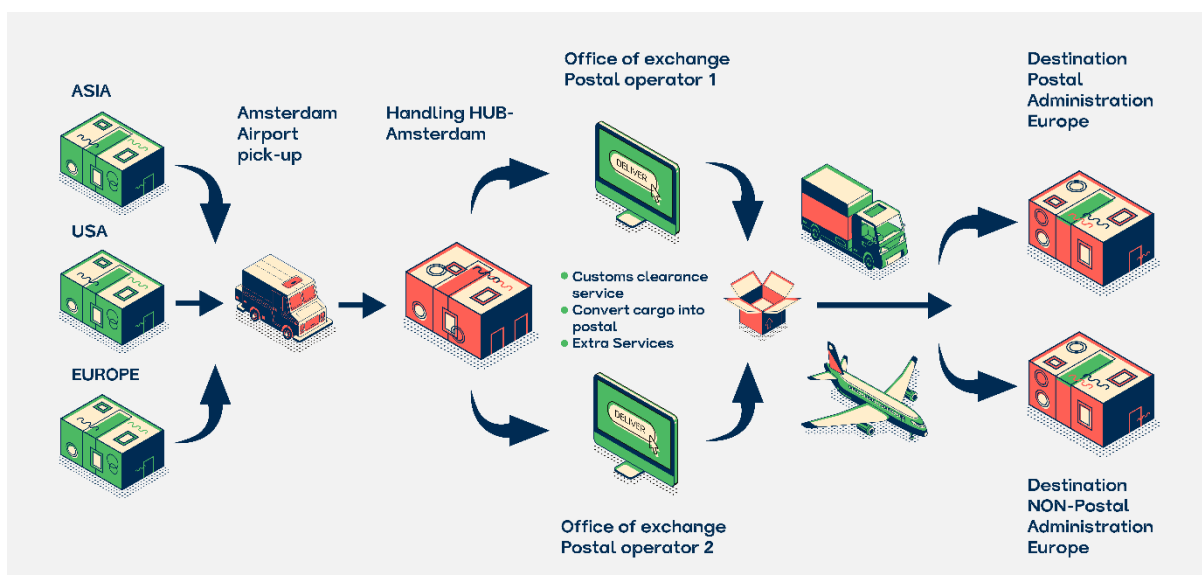 ASIA
USA
EUROPE
Amsterdam
Airport
pick-up
Handling HUB-
Amsterdam
Office of exchange
Postal operator 1
DELIVER
Customs clearance
service
Convert cargo into
postal
Extra Services
DELIVER
Office of exchange
Postal operator 2
Destination
Postal
Administration
Europe
Destination
NON-Postal
Administration
Europe